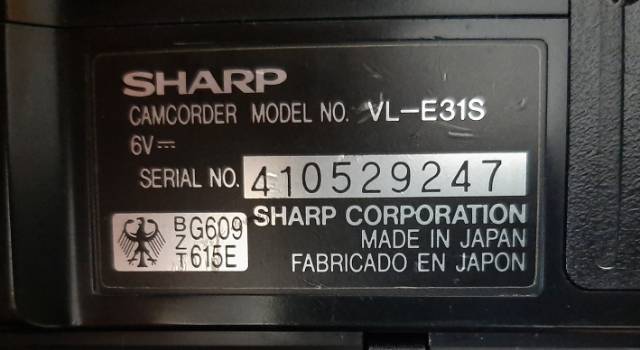 SHARP
CAMCORDER MODEL NO. VL-E31S
6V⎓
SERIAL NO. 410529247
BZT G609 615E
SHARP CORPORATION
MADE IN JAPAN
FABRICADO EN JAPON